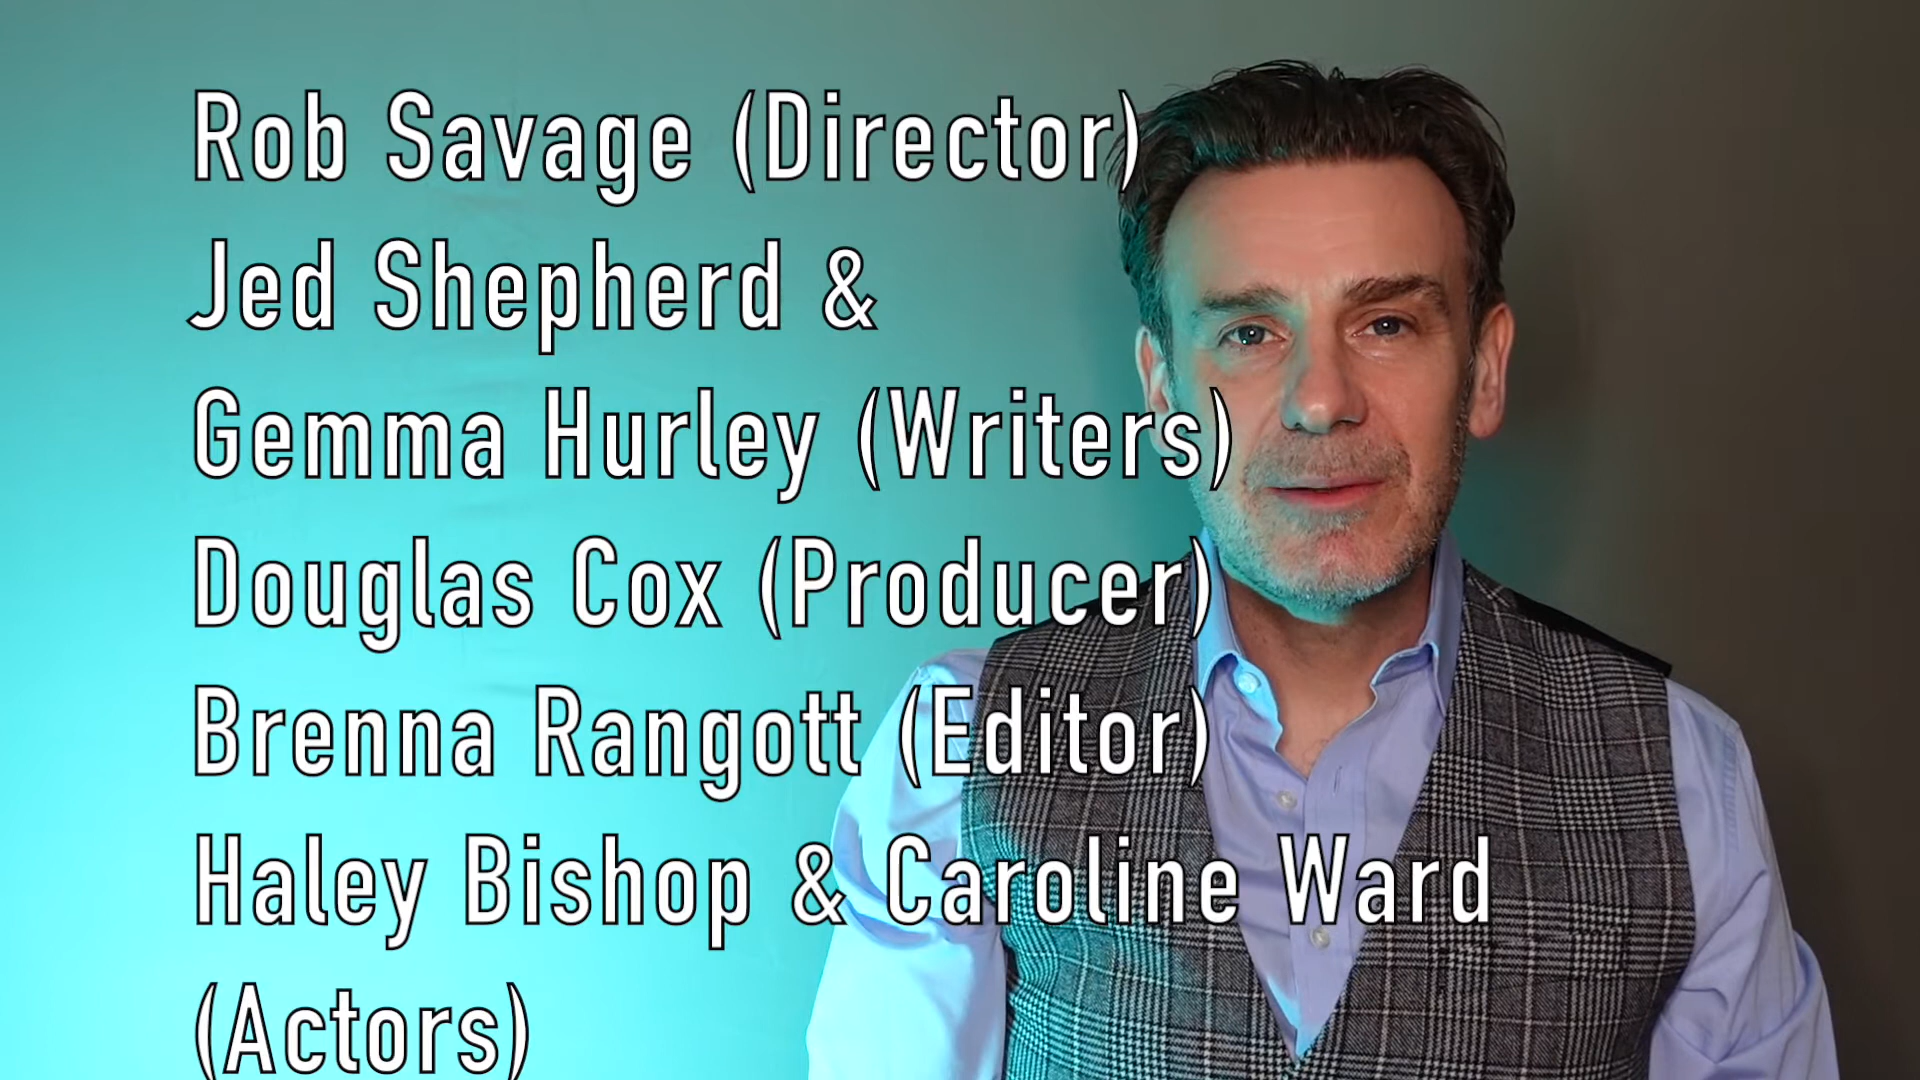 Rob Savage (Director)
Jed Shepherd &
Gemma Hurley (Writers)
Douglas Cox (Producer)
Brenna Rangott (Editor)
Haley Bishop & Caroline Ward
(Actors)